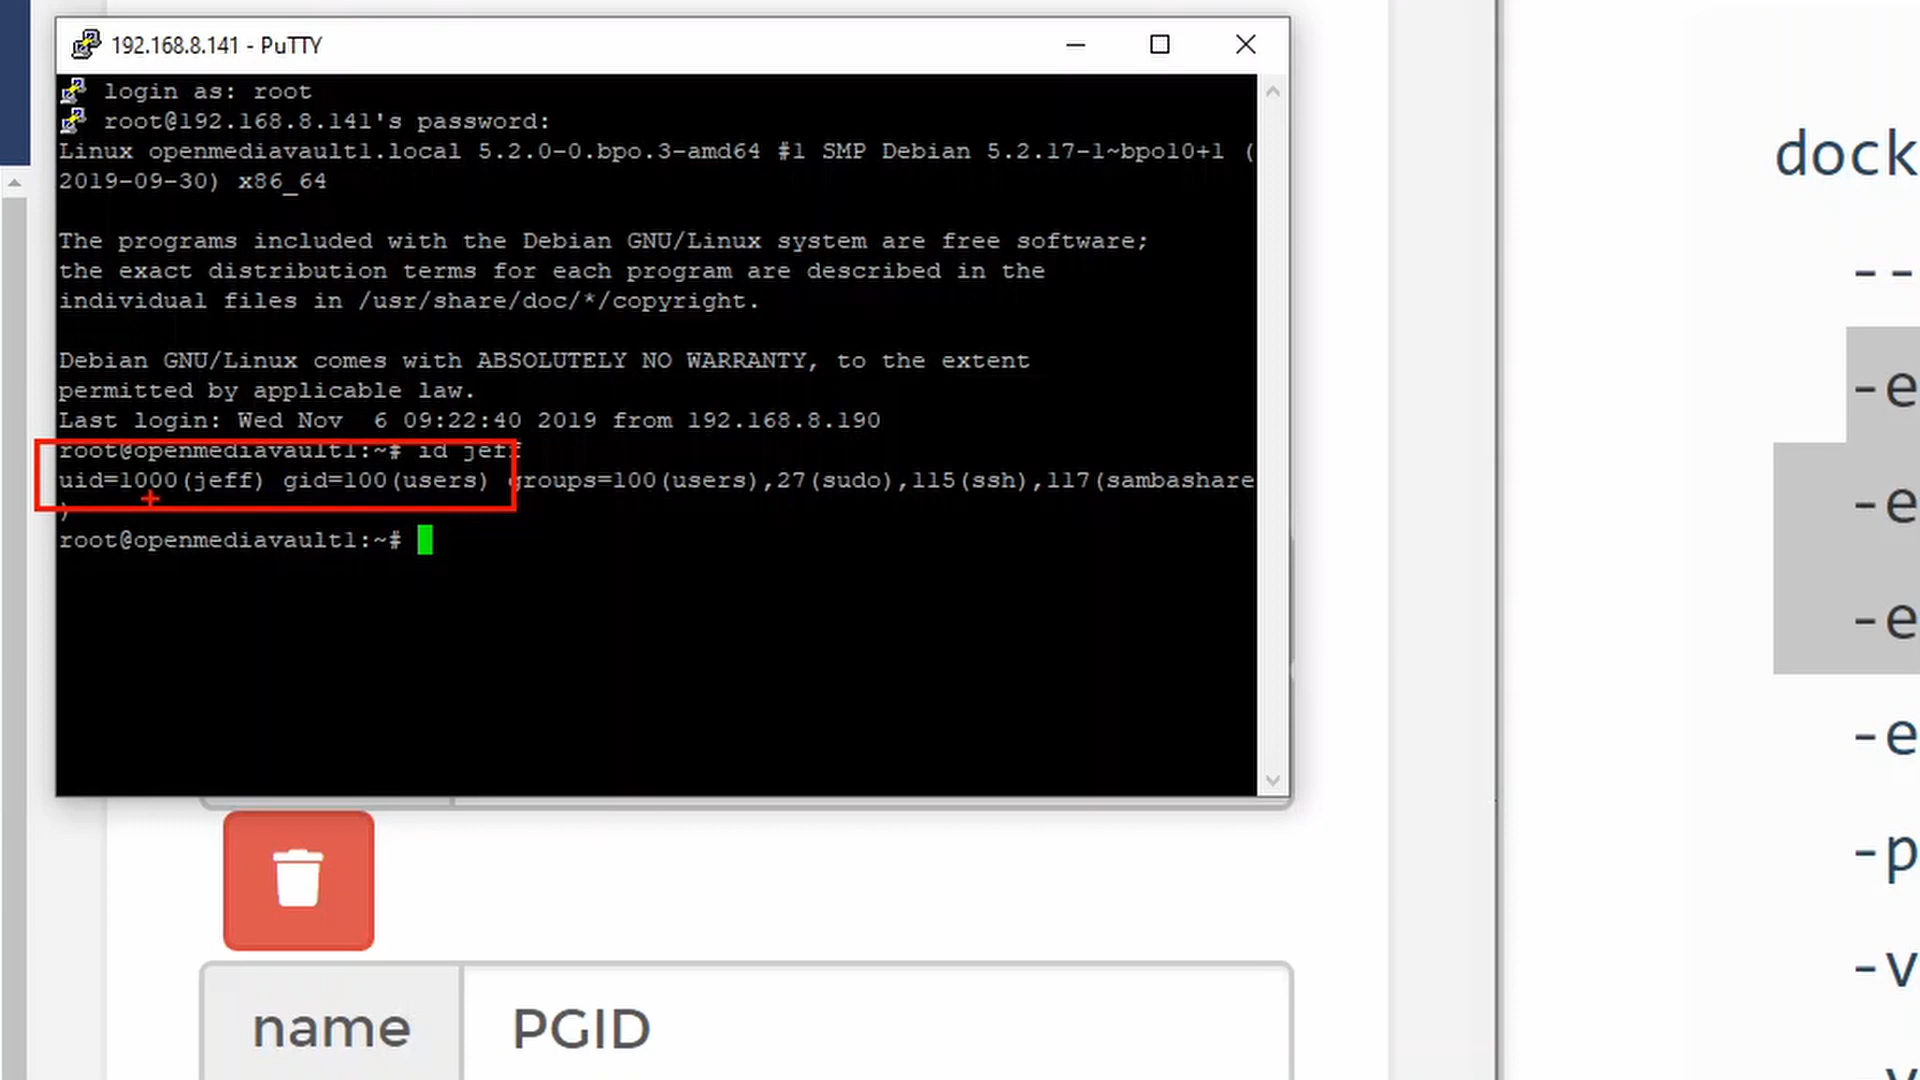 192.168.8.141 - PuTTY
login as: root
root@192.168.8.141's password:
Linux openmediavault1.local 5.2.0-0.bpo.3-amd64 #1 SMP Debian 5.2.17-1~bpo10+1 (
2019-09-30) x86_64
The programs included with the Debian GNU/Linux system are free software;
the exact distribution terms for each program are described in the
individual files in /usr/share/doc/*/copyright.
Debian GNU/Linux comes with ABSOLUTELY NO WARRANTY, to the extent
permitted by applicable law.
Last login: Wed Nov  6 09:22:40 2019 from 192.168.8.190
root@openmediavault1:~# id jeff
uid=1000(jeff) gid=100(users) groups=100(users),27(sudo),115(ssh),117(sambashare
)
root@openmediavault1:~#
name
PGID
dock
--
-e
-e
-e
-e
-p
-v